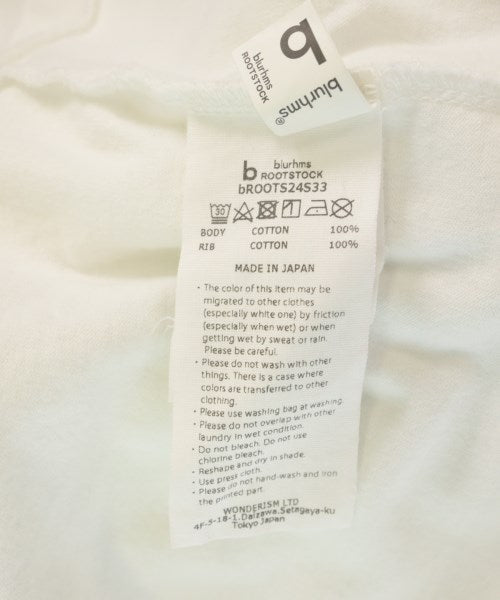 b
blurhms
ROOTSTOCK
blurhms®
b blurhms
ROOTSTOCK
bROOTS24S33
30
BODY COTTON 100%
RIB COTTON 100%
MADE IN JAPAN
・The color of this item may be
migrated to other clothes
(especially white one) by friction
(especially when wet) or when
getting wet by sweat or rain.
Please be careful.
・Please do not wash with other
things. There is a case where
colors are transferred to other
clothing.
・Please use washing bag at washing.
・Please do not overlap with other
laundry in wet condition.
・Do not bleach. Do not use
chlorine bleach.
・Reshape and dry in shade.
・Use press cloth.
・Please do not hand-wash and iron
the printed part.
WONDERISM LTD
4F-5-18-1.Daizawa.Setagaya-ku
Tokyo Japan